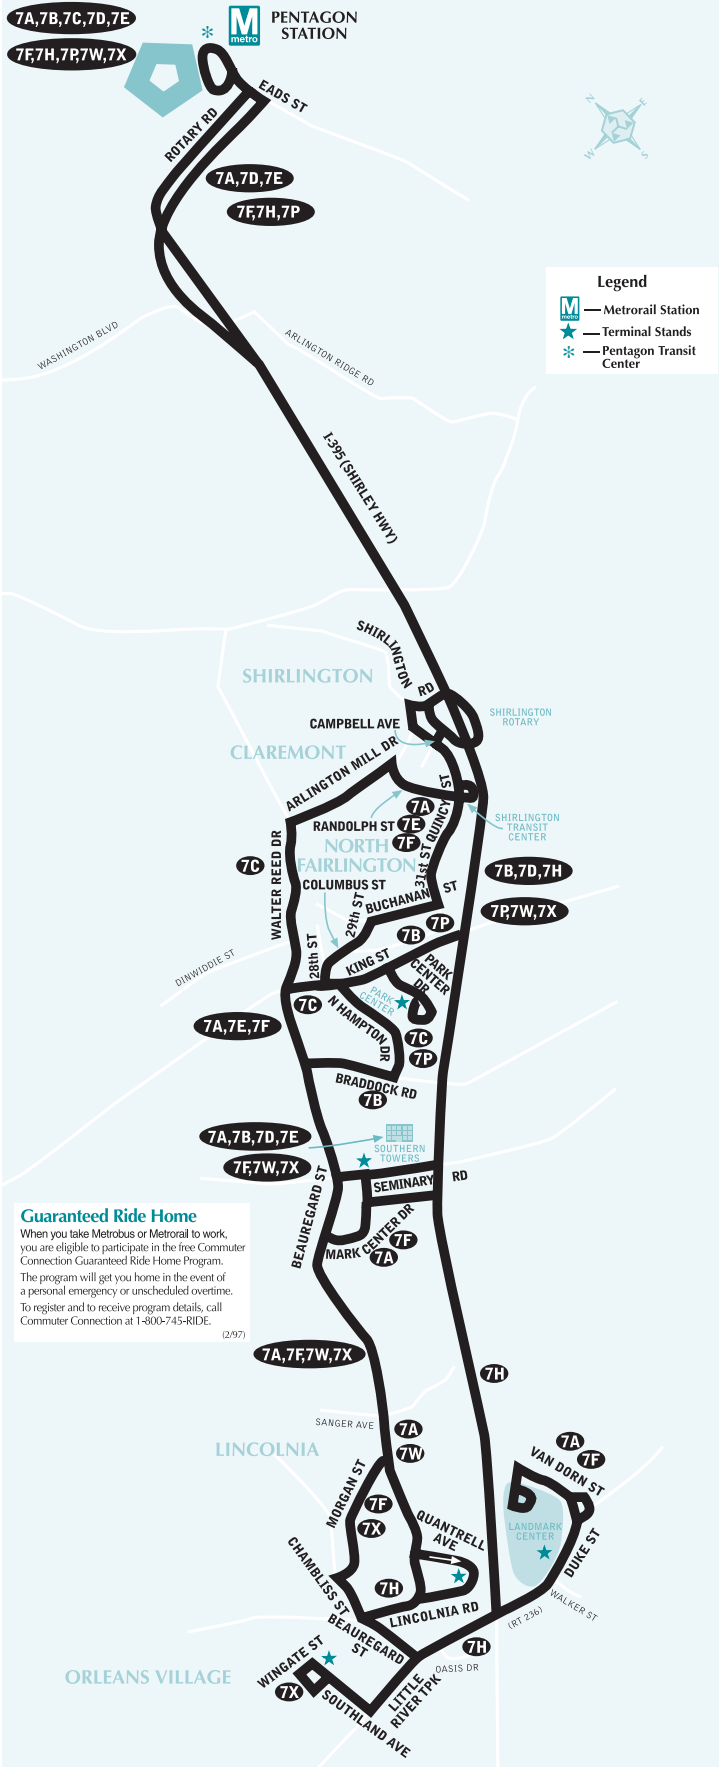 7A,7B,7C,7D,7E
7F,7H,7P,7W,7X
*
M
metro
PENTAGON
STATION
EADS ST
ROTARY RD
N
E
W
S
7A,7D,7E
7F,7H,7P
Legend
M
metro
Metrorail Station
Terminal Stands
* Pentagon Transit
Center
WASHINGTON BLVD
ARLINGTON RIDGE RD
I-395 (SHIRLEY HWY)
SHIRLINGTON
RD
SHIRLINGTON
SHIRLINGTON
ROTARY
CAMPBELL AVE
CLAREMONT
ARLINGTON MILL DR
31st ST QUINCY ST
7A
RANDOLPH ST
7E
7F
SHIRLINGTON
TRANSIT
CENTER
NORTH
FAIRLINGTON
WALTER REED DR
7C
7B,7D,7H
7P,7W,7X
COLUMBUS ST
BUCHANAN ST
29th ST
7P
7B
28th ST
KING ST
PARK
CENTER
DR
DINWIDDIE ST
PARK
CENTER
7C
N HAMPTON DR
7A,7E,7F
7C
7P
BRADDOCK RD
7B
7A,7B,7D,7E
7F,7W,7X
SOUTHERN
TOWERS
SEMINARY
RD
BEAUREGARD ST
MARK CENTER DR
7F
7A
Guaranteed Ride Home
When you take Metrobus or Metrorail to work,
you are eligible to participate in the free Commuter
Connection Guaranteed Ride Home Program.
The program will get you home in the event of
a personal emergency or unscheduled overtime.
To register and to receive program details, call
Commuter Connection at 1-800-745-RIDE.
(2/97)
7A,7F,7W,7X
7H
SANGER AVE
7A
7W
LINCOLNIA
7A
7F
VAN DORN ST
MORGAN ST
7F
7X
QUANTRELL
AVE
LANDMARK
CENTER
DUKE ST
CHAMBLISS ST
7H
LINCOLNIA RD
WALKER ST
(RT 236)
BEAUREGARD
ST
7H
OASIS DR
WINGATE ST
ORLEANS VILLAGE
7X
LITTLE
RIVER TPK
SOUTHLAND AVE